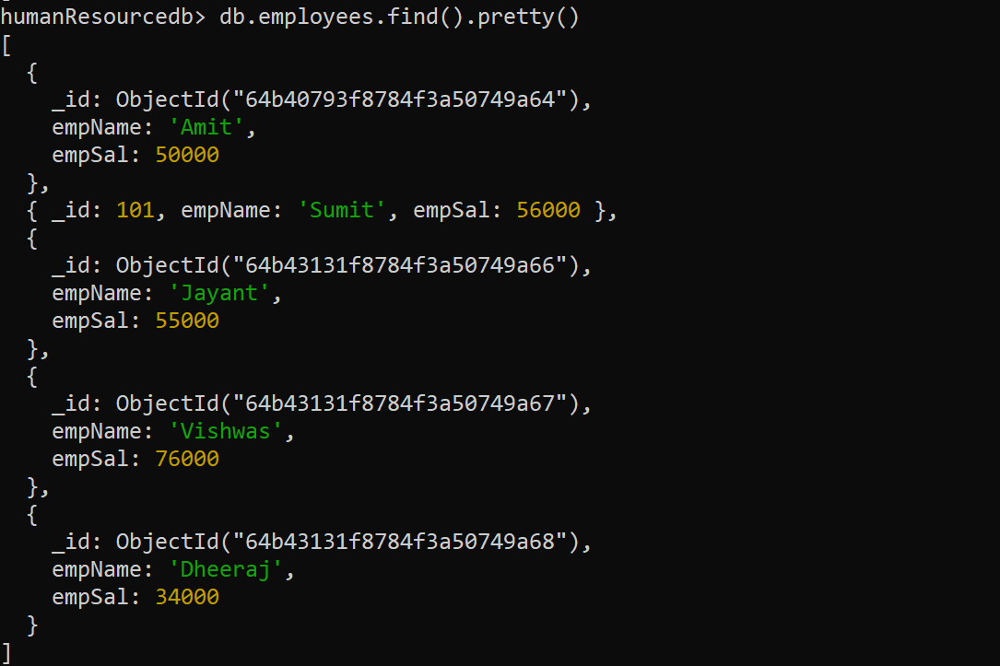 humanResourcedb> db.employees.find().pretty()
[
  {
    _id: ObjectId("64b40793f8784f3a50749a64"),
    empName: 'Amit',
    empSal: 50000
  },
  { _id: 101, empName: 'Sumit', empSal: 56000 },
  {
    _id: ObjectId("64b43131f8784f3a50749a66"),
    empName: 'Jayant',
    empSal: 55000
  },
  {
    _id: ObjectId("64b43131f8784f3a50749a67"),
    empName: 'Vishwas',
    empSal: 76000
  },
  {
    _id: ObjectId("64b43131f8784f3a50749a68"),
    empName: 'Dheeraj',
    empSal: 34000
  }
]